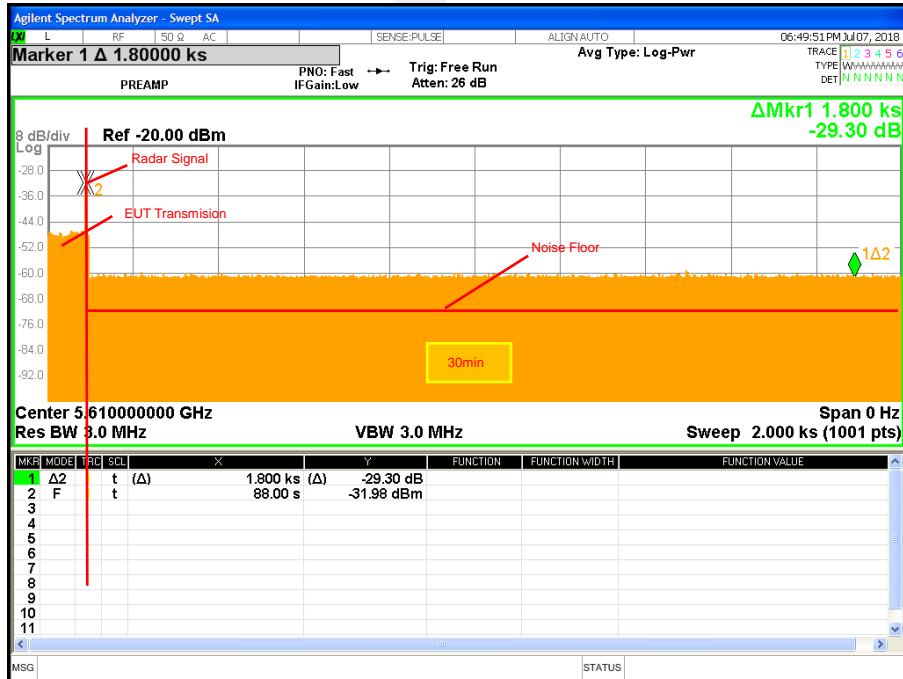 Agilent Spectrum Analyzer - Swept SA
LXI L RF 50 Ω AC SENSE:PULSE ALIGN AUTO 06:49:51 PM Jul 07, 2018
Marker 1 Δ 1.80000 ks
PREAMP
PNO: Fast
IFGain:Low
Trig: Free Run
Atten: 26 dB
Avg Type: Log-Pwr
TRACE 1 2 3 4 5 6
TYPE
DET N N N N N N
ΔMkr1 1.800 ks
-29.30 dB
8 dB/div Ref -20.00 dBm
Log
Radar Signal
-28.0
2
-36.0
EUT Transmision
-44.0
-52.0
Noise Floor
1Δ2
-60.0
-68.0
-76.0
-84.0
30min
-92.0
Center 5.610000000 GHz Span 0 Hz
Res BW 3.0 MHz VBW 3.0 MHz Sweep 2.000 ks (1001 pts)
MKR MODE TRC SCL X Y FUNCTION FUNCTION WIDTH FUNCTION VALUE
1 Δ2 t (Δ) 1.800 ks (Δ) -29.30 dB
2 F t 88.00 s -31.98 dBm
3
4
5
6
7
8
9
10
11
MSG STATUS